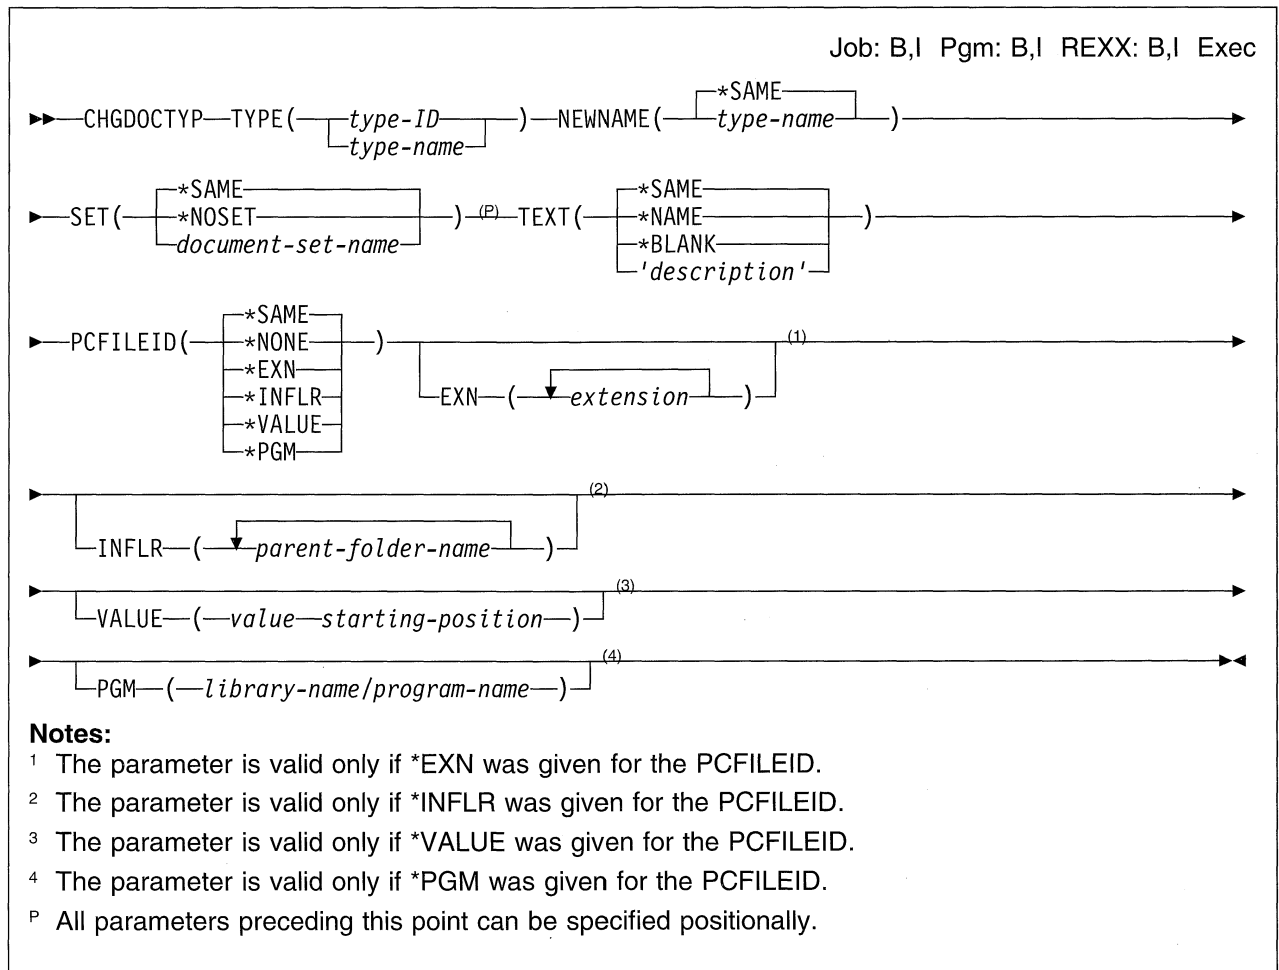 Job: B,I Pgm: B,I REXX: B,I Exec
*SAME
CHGDOCTYP TYPE( type-ID ) NEWNAME( type-name )
type-name
*SAME
SET( *NOSET ) (P) TEXT( *SAME )
document-set-name
*NAME
*BLANK
'description'
*SAME
PCFILEID( *NONE ) (1)
*EXN
EXN ( extension )
*INFLR
*VALUE
*PGM
(2)
INFLR ( parent-folder-name )
(3)
VALUE ( value starting-position )
(4)
PGM ( library-name/program-name )
Notes:
1 The parameter is valid only if *EXN was given for the PCFILEID.
2 The parameter is valid only if *INFLR was given for the PCFILEID.
3 The parameter is valid only if *VALUE was given for the PCFILEID.
4 The parameter is valid only if *PGM was given for the PCFILEID.
P All parameters preceding this point can be specified positionally.